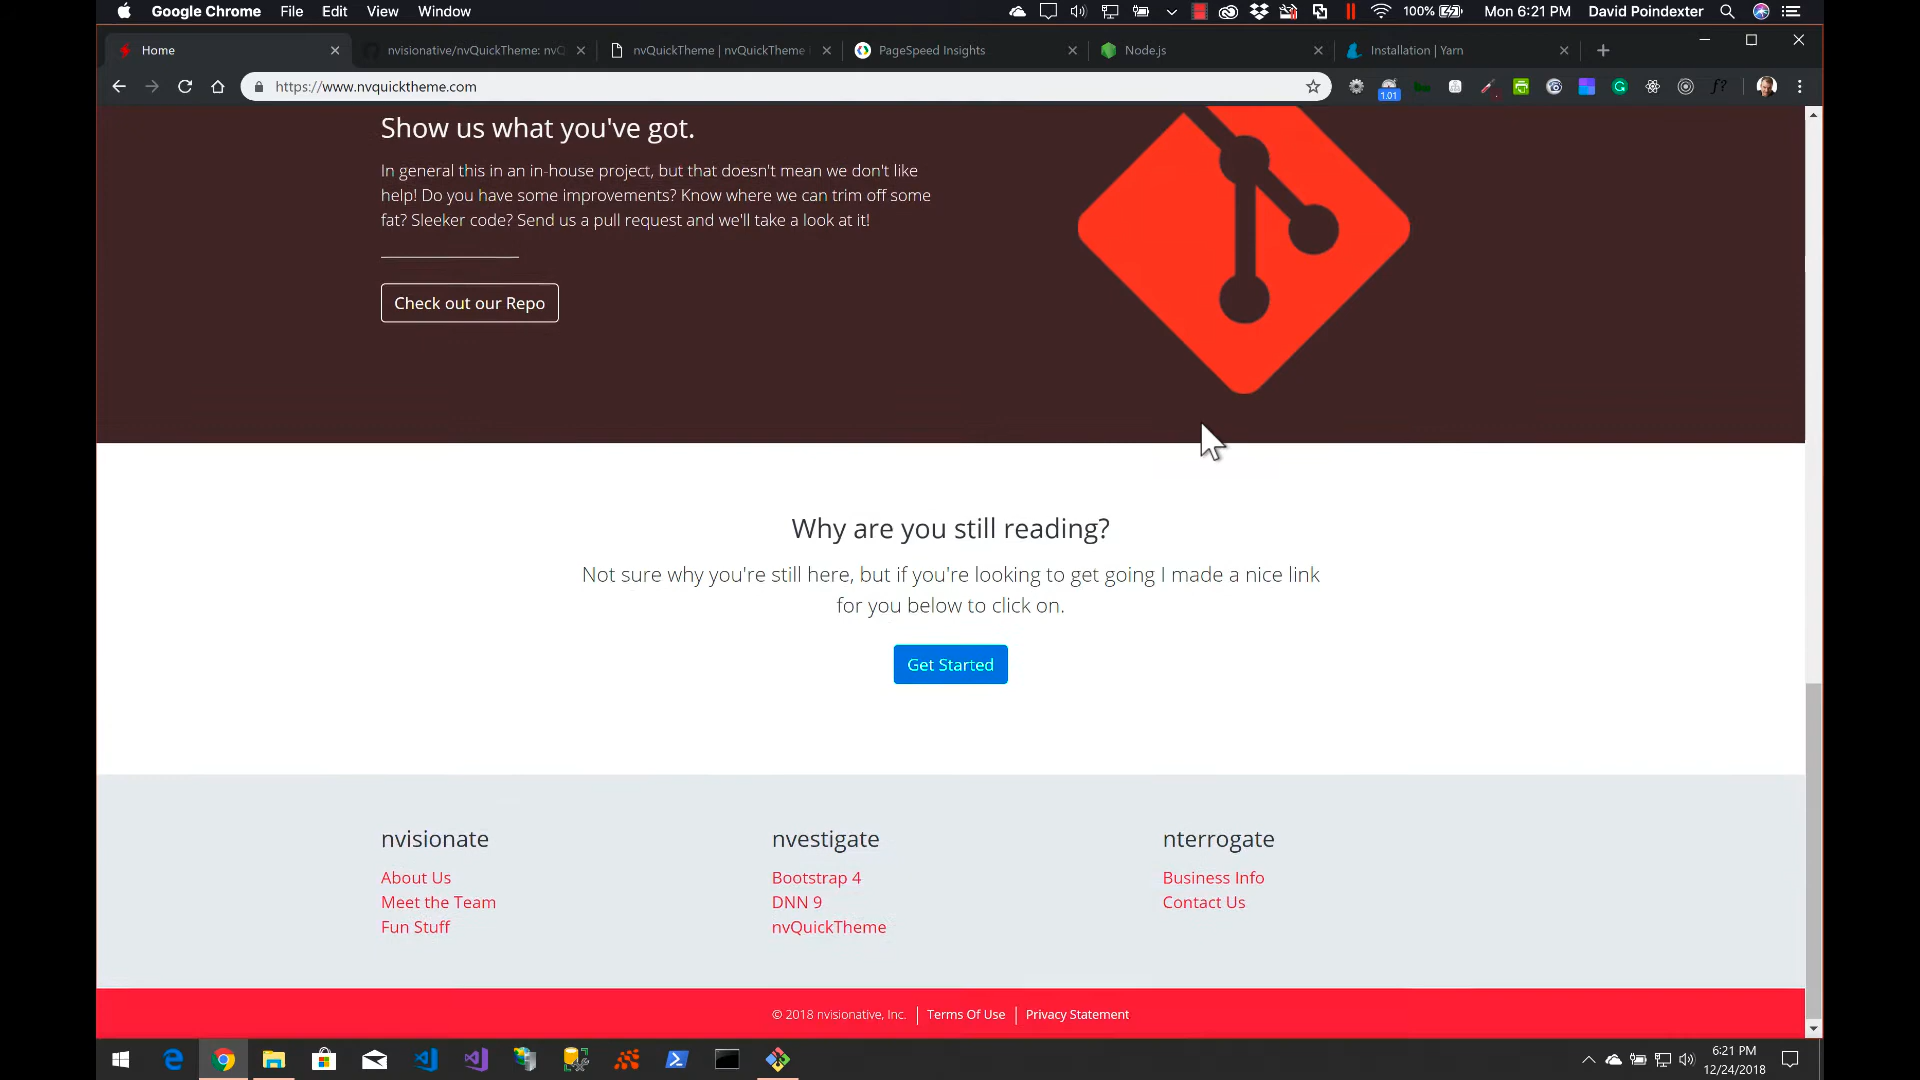 Google Chrome File Edit View Window 100% Mon 6:21 PM David Poindexter
Home nvisionative/nvQuickTheme: nvQ nvQuickTheme | nvQuickTheme PageSpeed Insights Node.js Installation | Yarn
https://www.nvquicktheme.com 1.01 f?
Show us what you've got.
In general this in an in-house project, but that doesn't mean we don't like
help! Do you have some improvements? Know where we can trim off some
fat? Sleeker code? Send us a pull request and we'll take a look at it!
Check out our Repo
Why are you still reading?
Not sure why you're still here, but if you're looking to get going I made a nice link
for you below to click on.
Get Started
nvisionate nvestigate nterrogate
About Us Bootstrap 4 Business Info
Meet the Team DNN 9 Contact Us
Fun Stuff nvQuickTheme
© 2018 nvisionative, Inc. Terms Of Use Privacy Statement
6:21 PM
12/24/2018